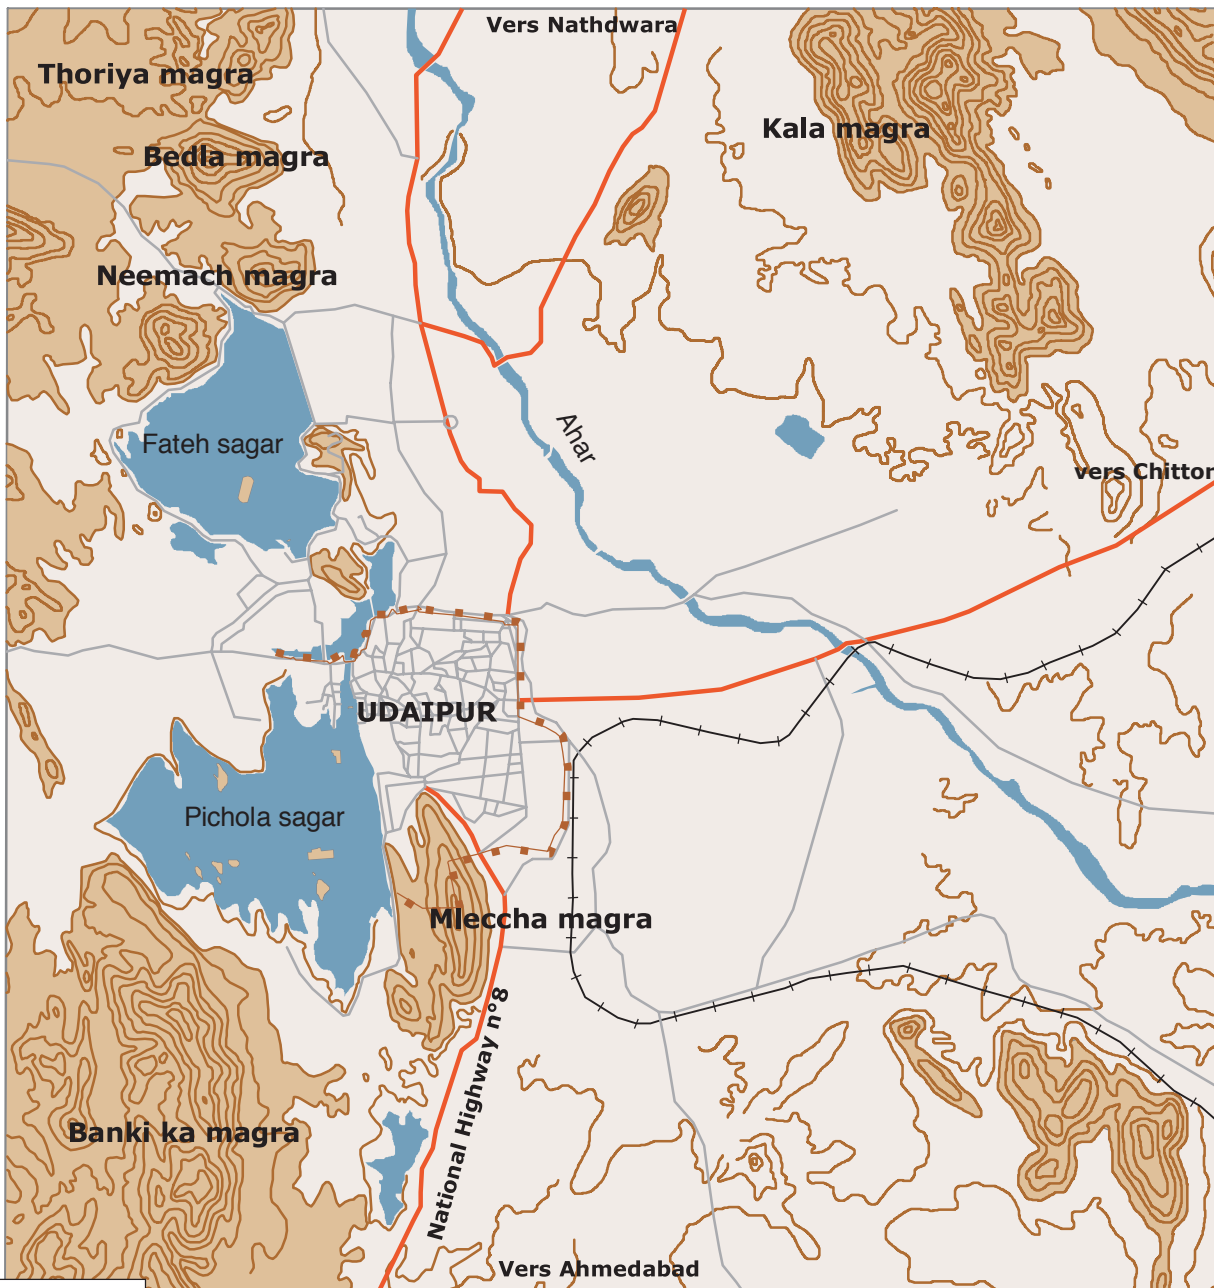 Vers Nathdwara
Thoriya magra
Kala magra
Bedla magra
Neemach magra
Ahar
Fateh sagar
vers Chittor
UDAIPUR
Pichola sagar
Mleccha magra
National Highway n°8
Banki ka magra
Vers Ahmedabad